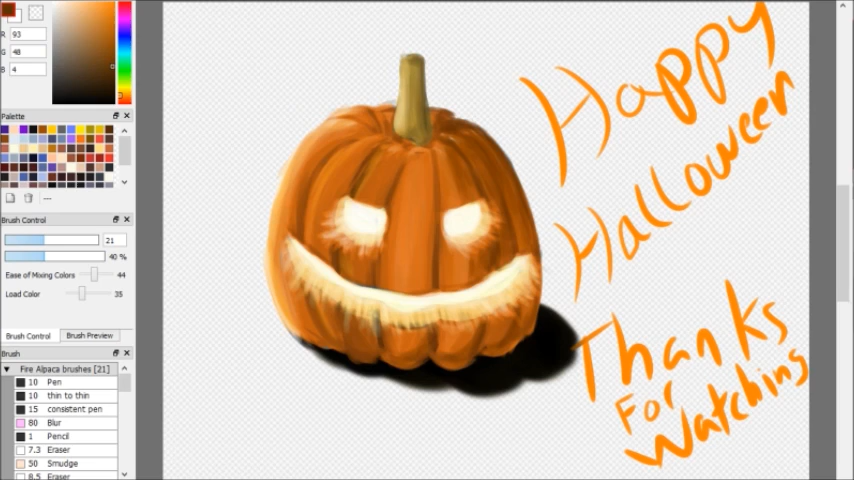 R 93
G 48
B 4
Palette
---
Brush Control
21
40 %
Ease of Mixing Colors 44
Load Color 35
Brush Control Brush Preview
Brush
Fire Alpaca brushes [21]
10 Pen
10 thin to thin
15 consistent pen
80 Blur
1 Pencil
7.3 Eraser
50 Smudge
8.5 Eraser
Happy
Halloween
Thanks
For
Watching